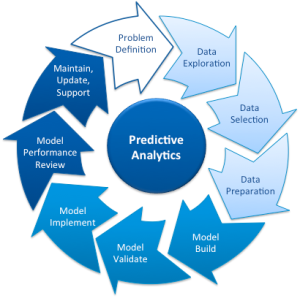 Problem
Definition
Data
Exploration
Data
Selection
Data
Preparation
Model
Build
Model
Validate
Model
Implement
Model
Performance
Review
Maintain,
Update,
Support
Predictive
Analytics